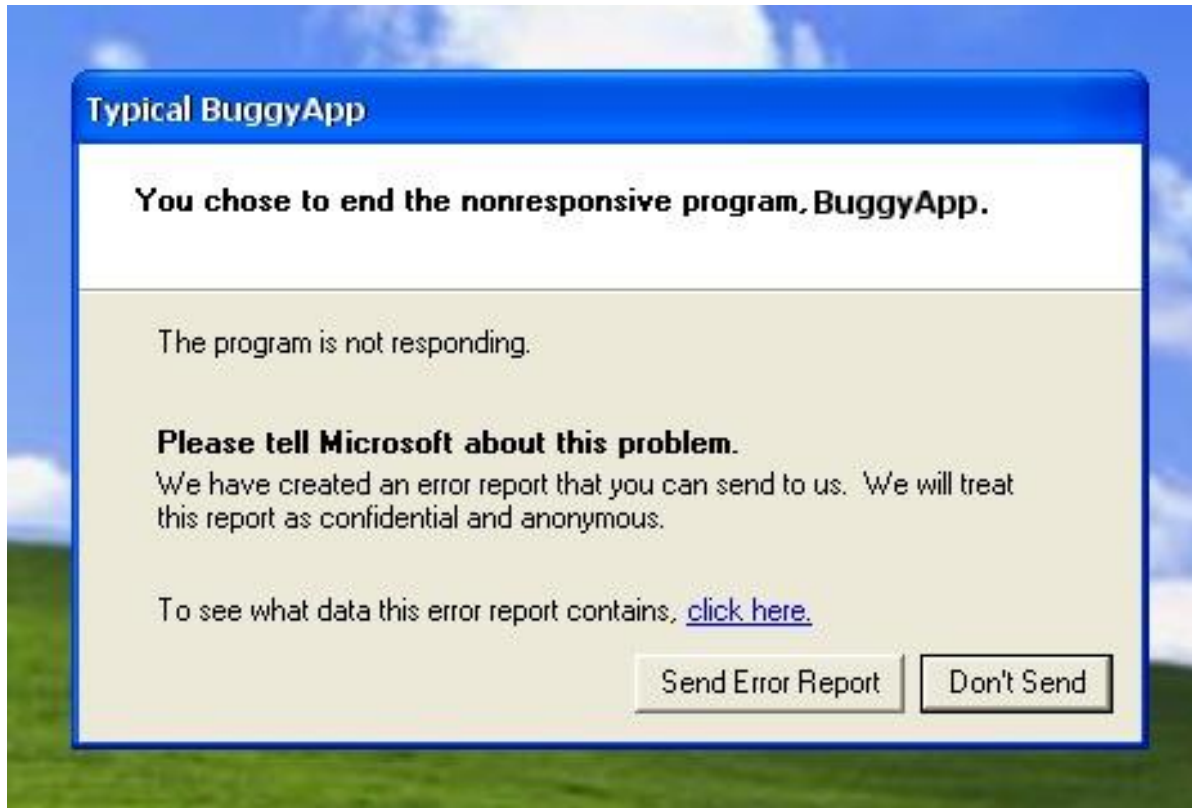 Typical BuggyApp
You chose to end the nonresponsive program, BuggyApp.
The program is not responding.
Please tell Microsoft about this problem.
We have created an error report that you can send to us.  We will treat
this report as confidential and anonymous.
To see what data this error report contains, click here.
Send Error Report
Don't Send